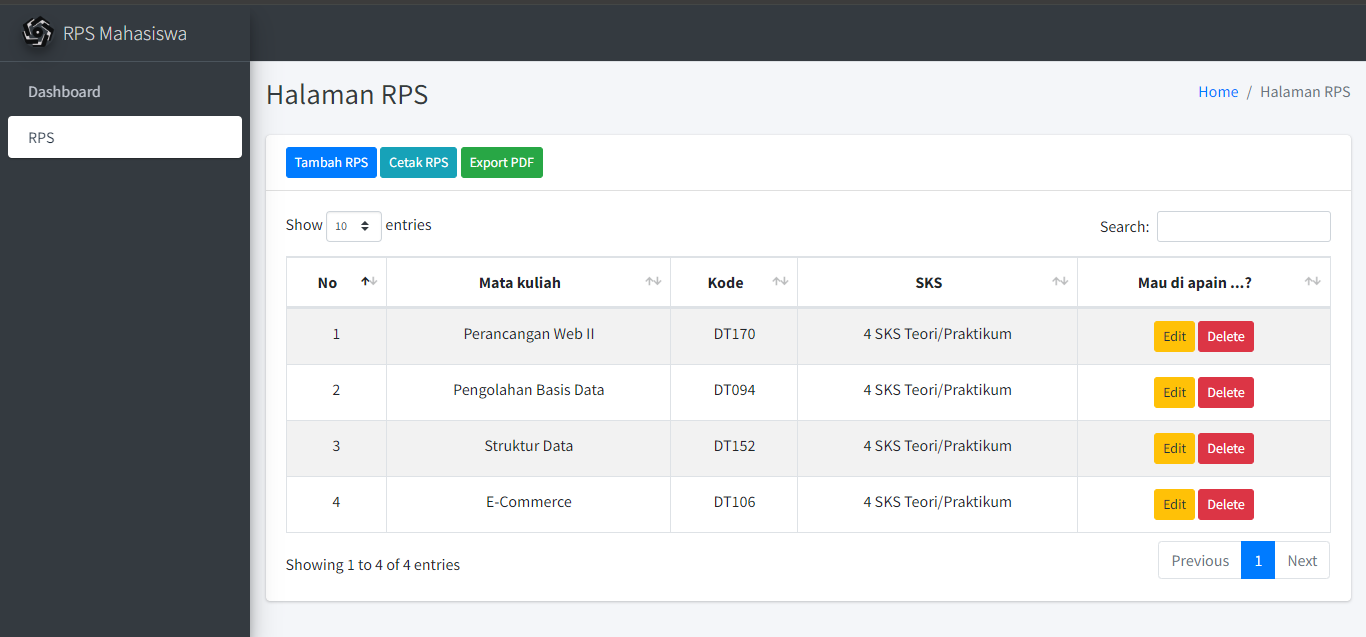 RPS Mahasiswa
Dashboard
RPS
Halaman RPS
Home / Halaman RPS
Tambah RPS Cetak RPS Export PDF
Show 10 entries
Search:
No Mata kuliah Kode SKS Mau di apain ...?
1 Perancangan Web II DT170 4 SKS Teori/Praktikum Edit Delete
2 Pengolahan Basis Data DT094 4 SKS Teori/Praktikum Edit Delete
3 Struktur Data DT152 4 SKS Teori/Praktikum Edit Delete
4 E-Commerce DT106 4 SKS Teori/Praktikum Edit Delete
Showing 1 to 4 of 4 entries
Previous 1 Next